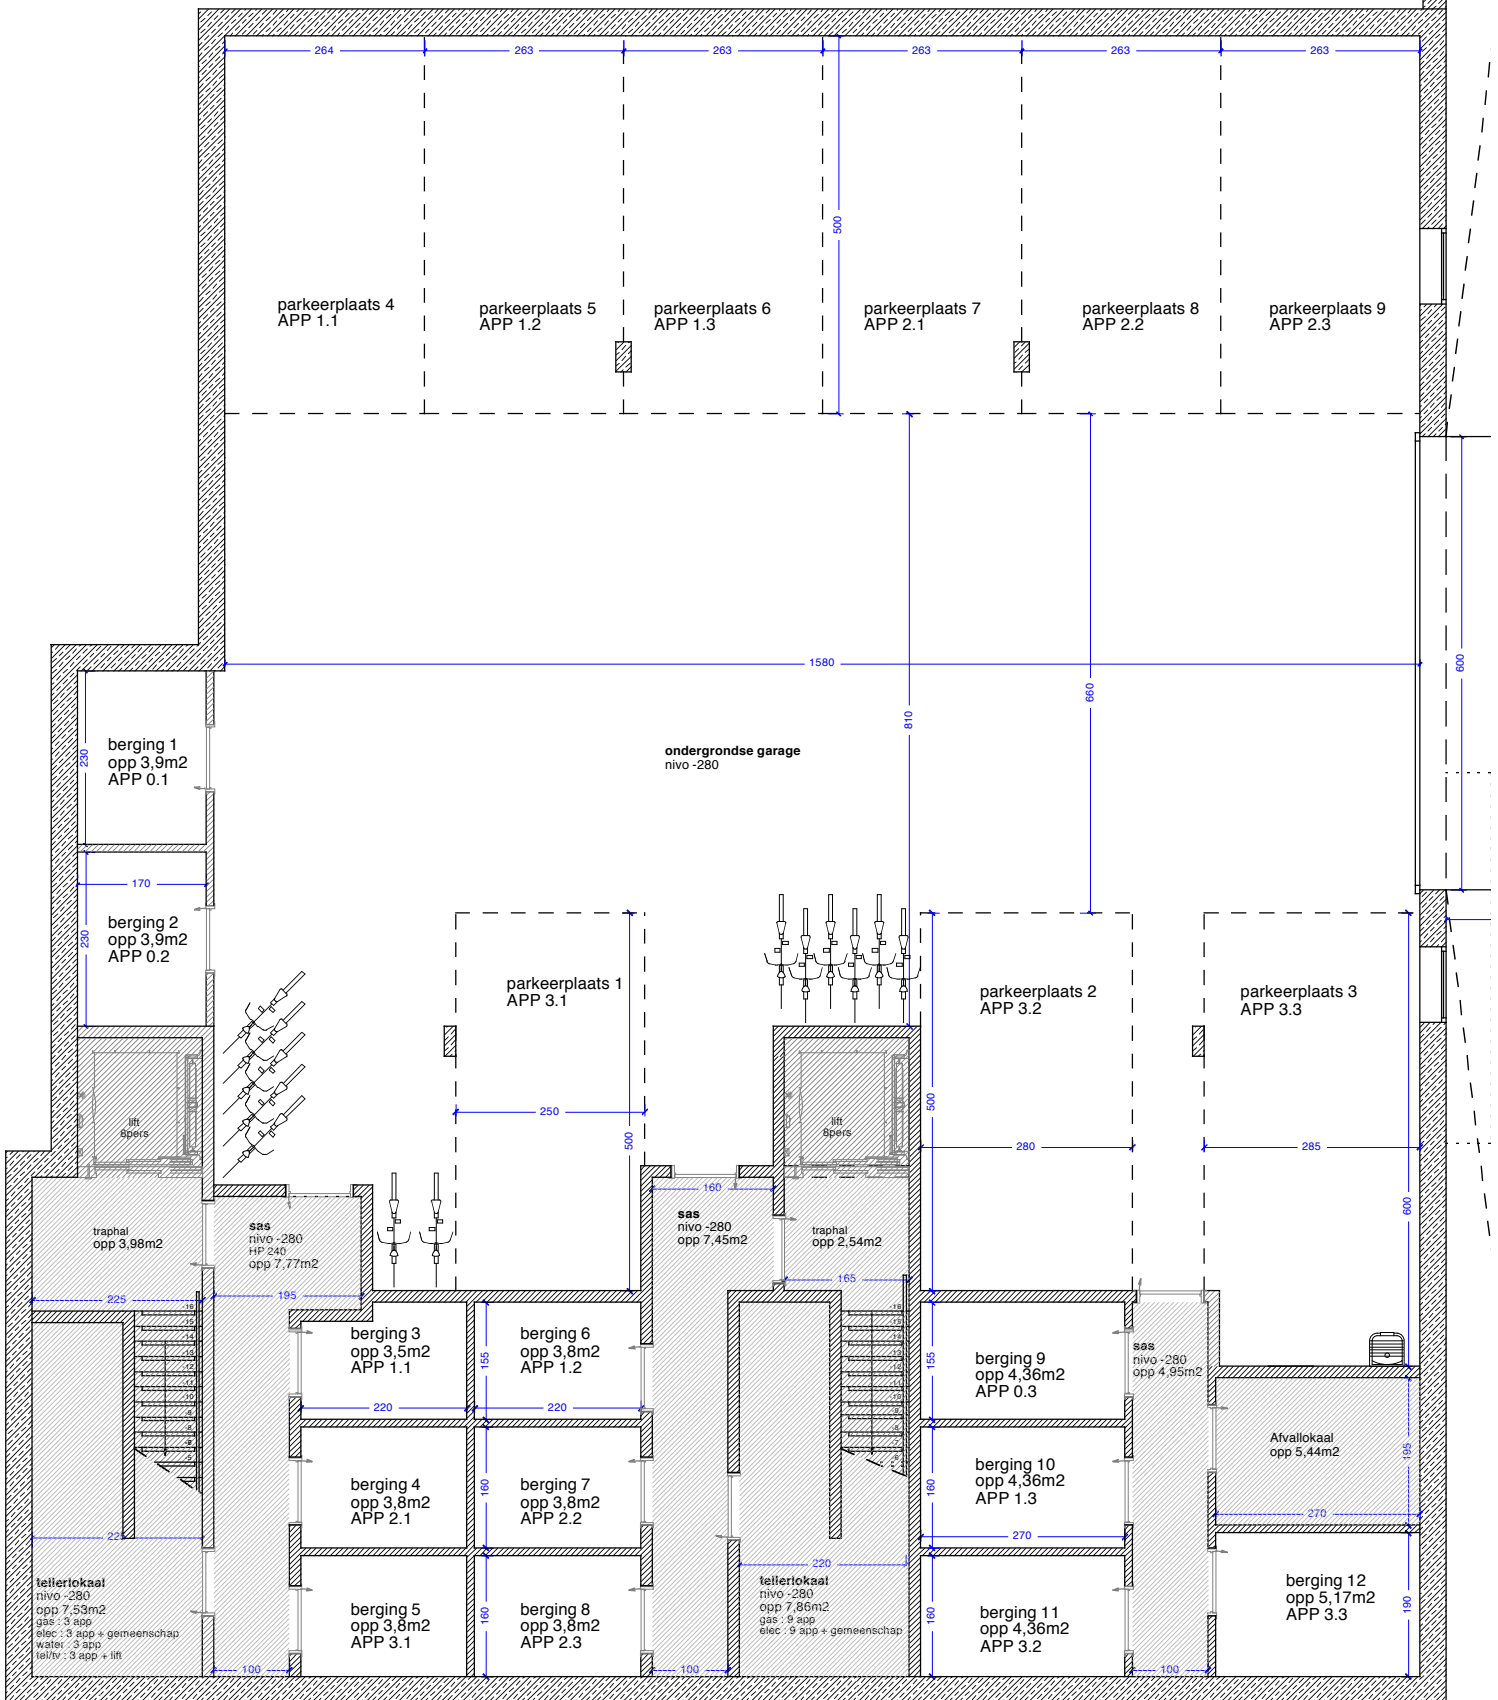 264
263
263
263
263
263
500
parkeerplaats 4
APP 1.1
parkeerplaats 5
APP 1.2
parkeerplaats 6
APP 1.3
parkeerplaats 7
APP 2.1
parkeerplaats 8
APP 2.2
parkeerplaats 9
APP 2.3
1580
600
660
810
ondergrondse garage
nivo -280
230
berging 1
opp 3,9m2
APP 0.1
170
230
berging 2
opp 3,9m2
APP 0.2
parkeerplaats 1
APP 3.1
parkeerplaats 2
APP 3.2
parkeerplaats 3
APP 3.3
250
500
500
280
285
600
lift
6pers
lift
6pers
traphal
opp 3,98m2
sas
nivo -280
HP 240
opp 7,77m2
160
sas
nivo -280
opp 7,45m2
traphal
opp 2,54m2
165
225
195
berging 3
opp 3,5m2
APP 1.1
220
berging 6
opp 3,8m2
APP 1.2
155
220
berging 9
opp 4,36m2
APP 0.3
155
sas
nivo -280
opp 4,95m2
berging 4
opp 3,8m2
APP 2.1
160
berging 7
opp 3,8m2
APP 2.2
berging 10
opp 4,36m2
APP 1.3
160
270
Afvallokaal
opp 5,44m2
195
270
225
220
tellerlokaal
nivo -280
opp 7,53m2
gas : 3 app
elec : 3 app + gemeenschap
water : 3 app
tel/tv : 3 app + lift
100
berging 5
opp 3,8m2
APP 3.1
160
berging 8
opp 3,8m2
APP 2.3
100
tellerlokaal
nivo -280
opp 7,86m2
gas : 9 app
elec : 9 app + gemeenschap
160
berging 11
opp 4,36m2
APP 3.2
100
berging 12
opp 5,17m2
APP 3.3
190